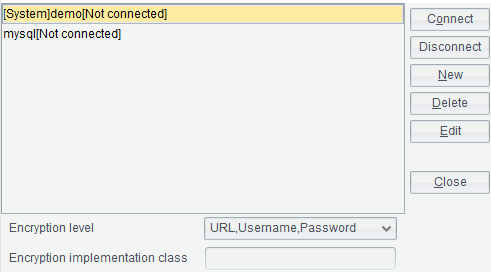 [System]demo[Not connected]
mysql[Not connected]
Connect
Disconnect
New
Delete
Edit
Close
Encryption level
URL,Username,Password
Encryption implementation class